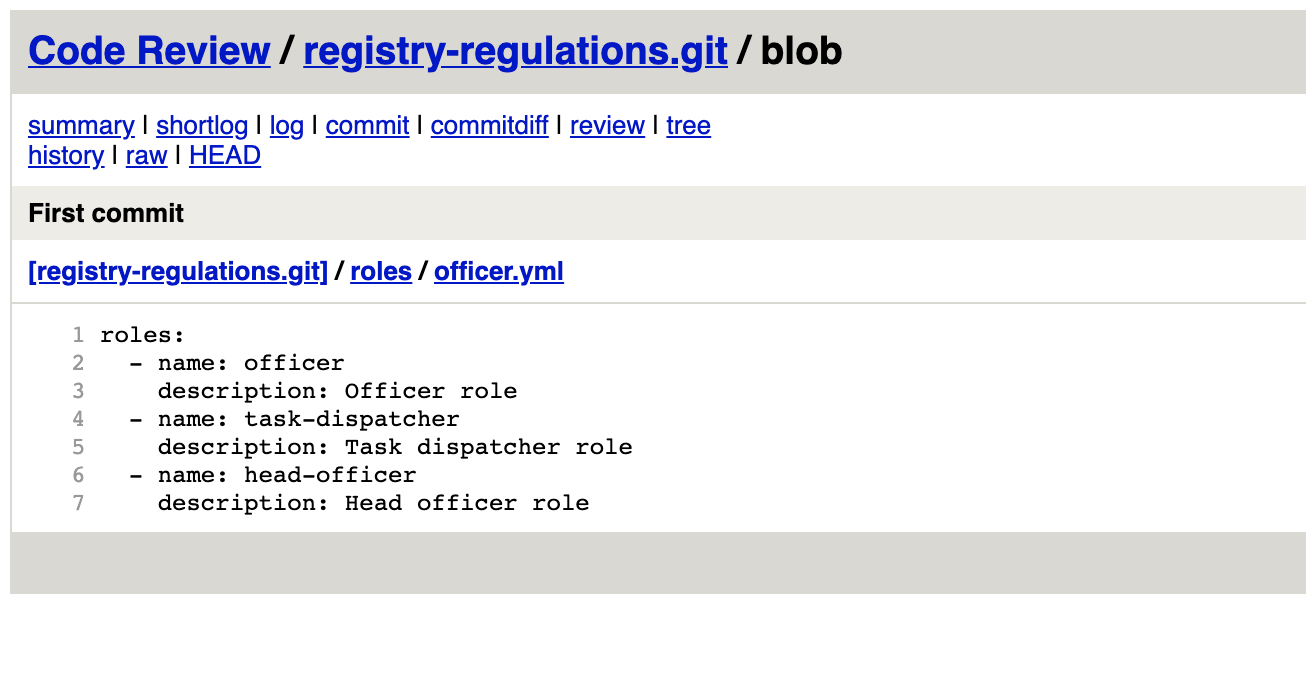 Code Review / registry-regulations.git / blob
summary | shortlog | log | commit | commitdiff | review | tree
history | raw | HEAD
First commit
[registry-regulations.git] / roles / officer.yml
1 roles:
2   - name: officer
3     description: Officer role
4   - name: task-dispatcher
5     description: Task dispatcher role
6   - name: head-officer
7     description: Head officer role